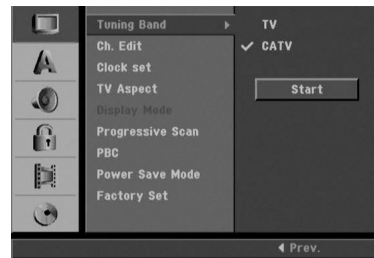 Tuning Band ▶ TV
Ch. Edit ✓ CATV
Clock set
TV Aspect Start
Display Mode
Progressive Scan
PBC
Power Save Mode
Factory Set
◀ Prev.